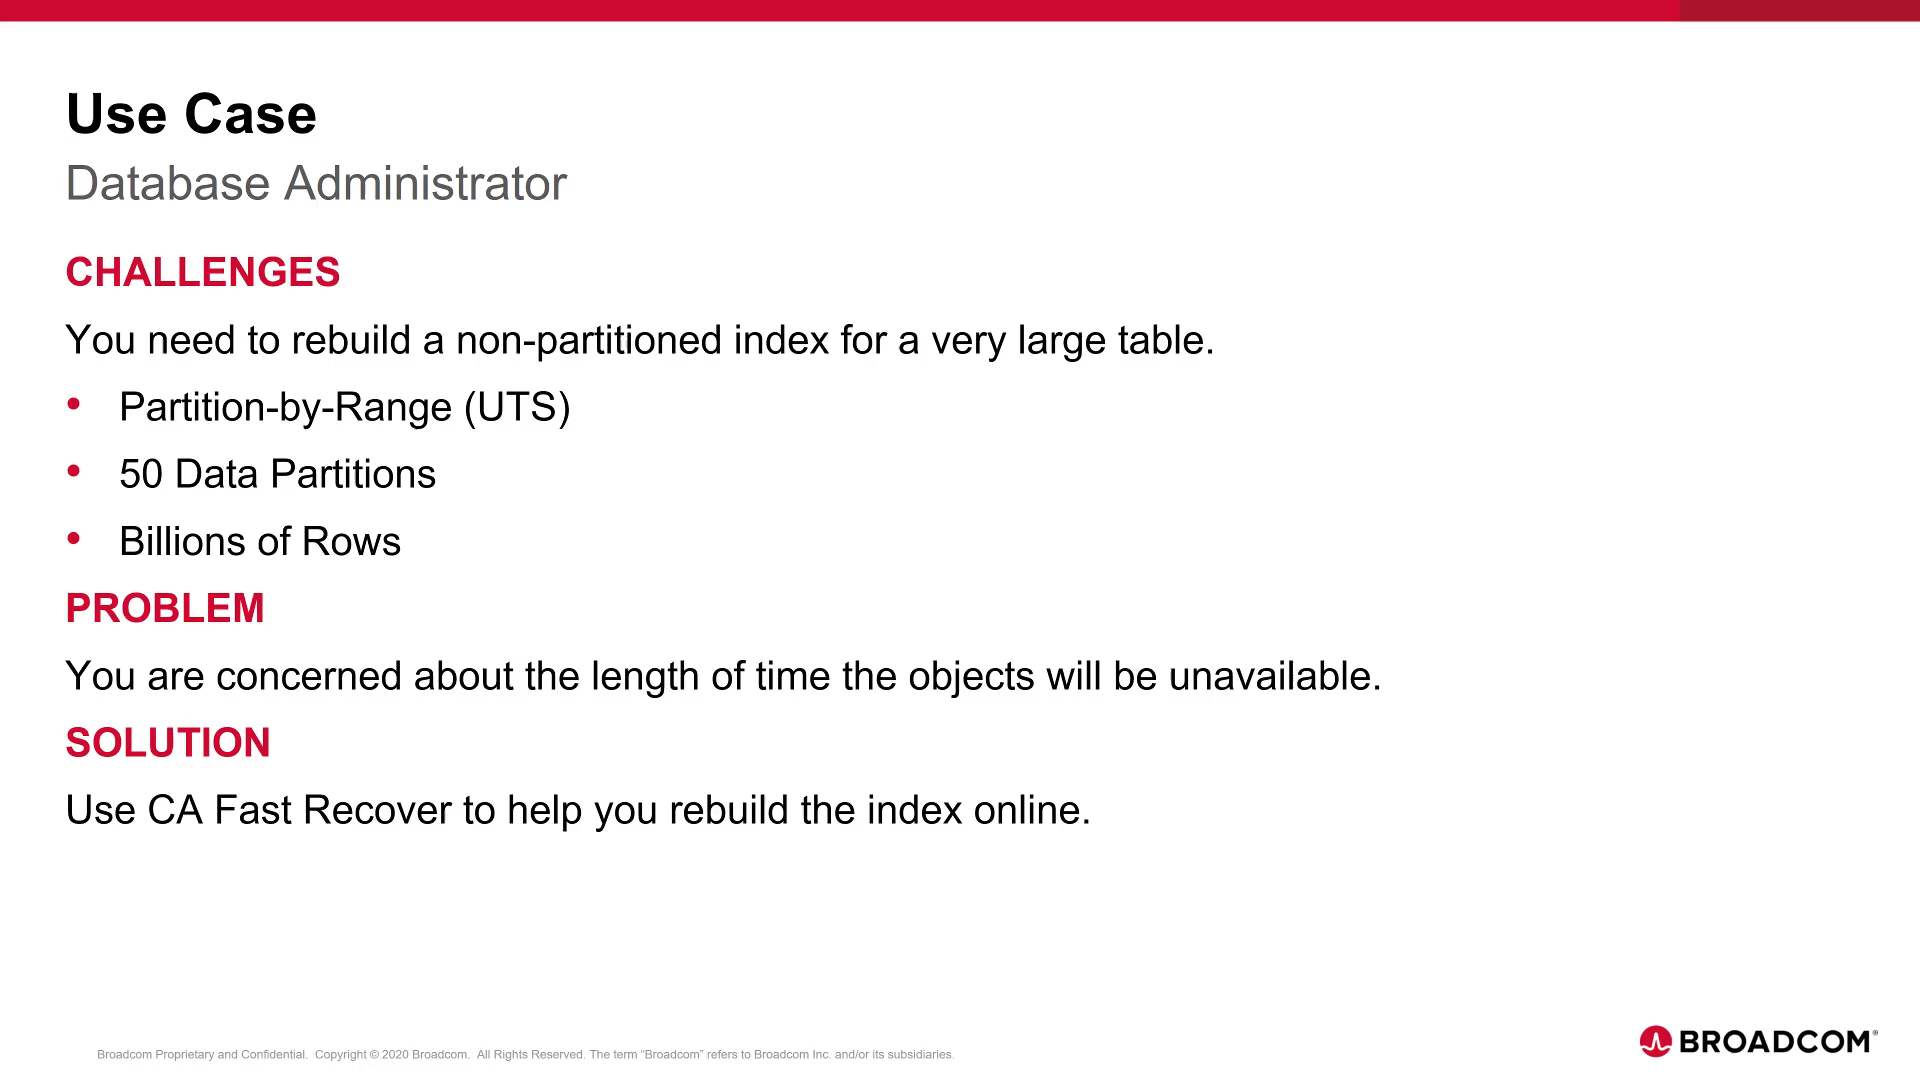 Use Case
Database Administrator
CHALLENGES
You need to rebuild a non-partitioned index for a very large table.
• Partition-by-Range (UTS)
• 50 Data Partitions
• Billions of Rows
PROBLEM
You are concerned about the length of time the objects will be unavailable.
SOLUTION
Use CA Fast Recover to help you rebuild the index online.
Broadcom Proprietary and Confidential. Copyright © 2020 Broadcom. All Rights Reserved. The term “Broadcom” refers to Broadcom Inc. and/or its subsidiaries.
BROADCOM®